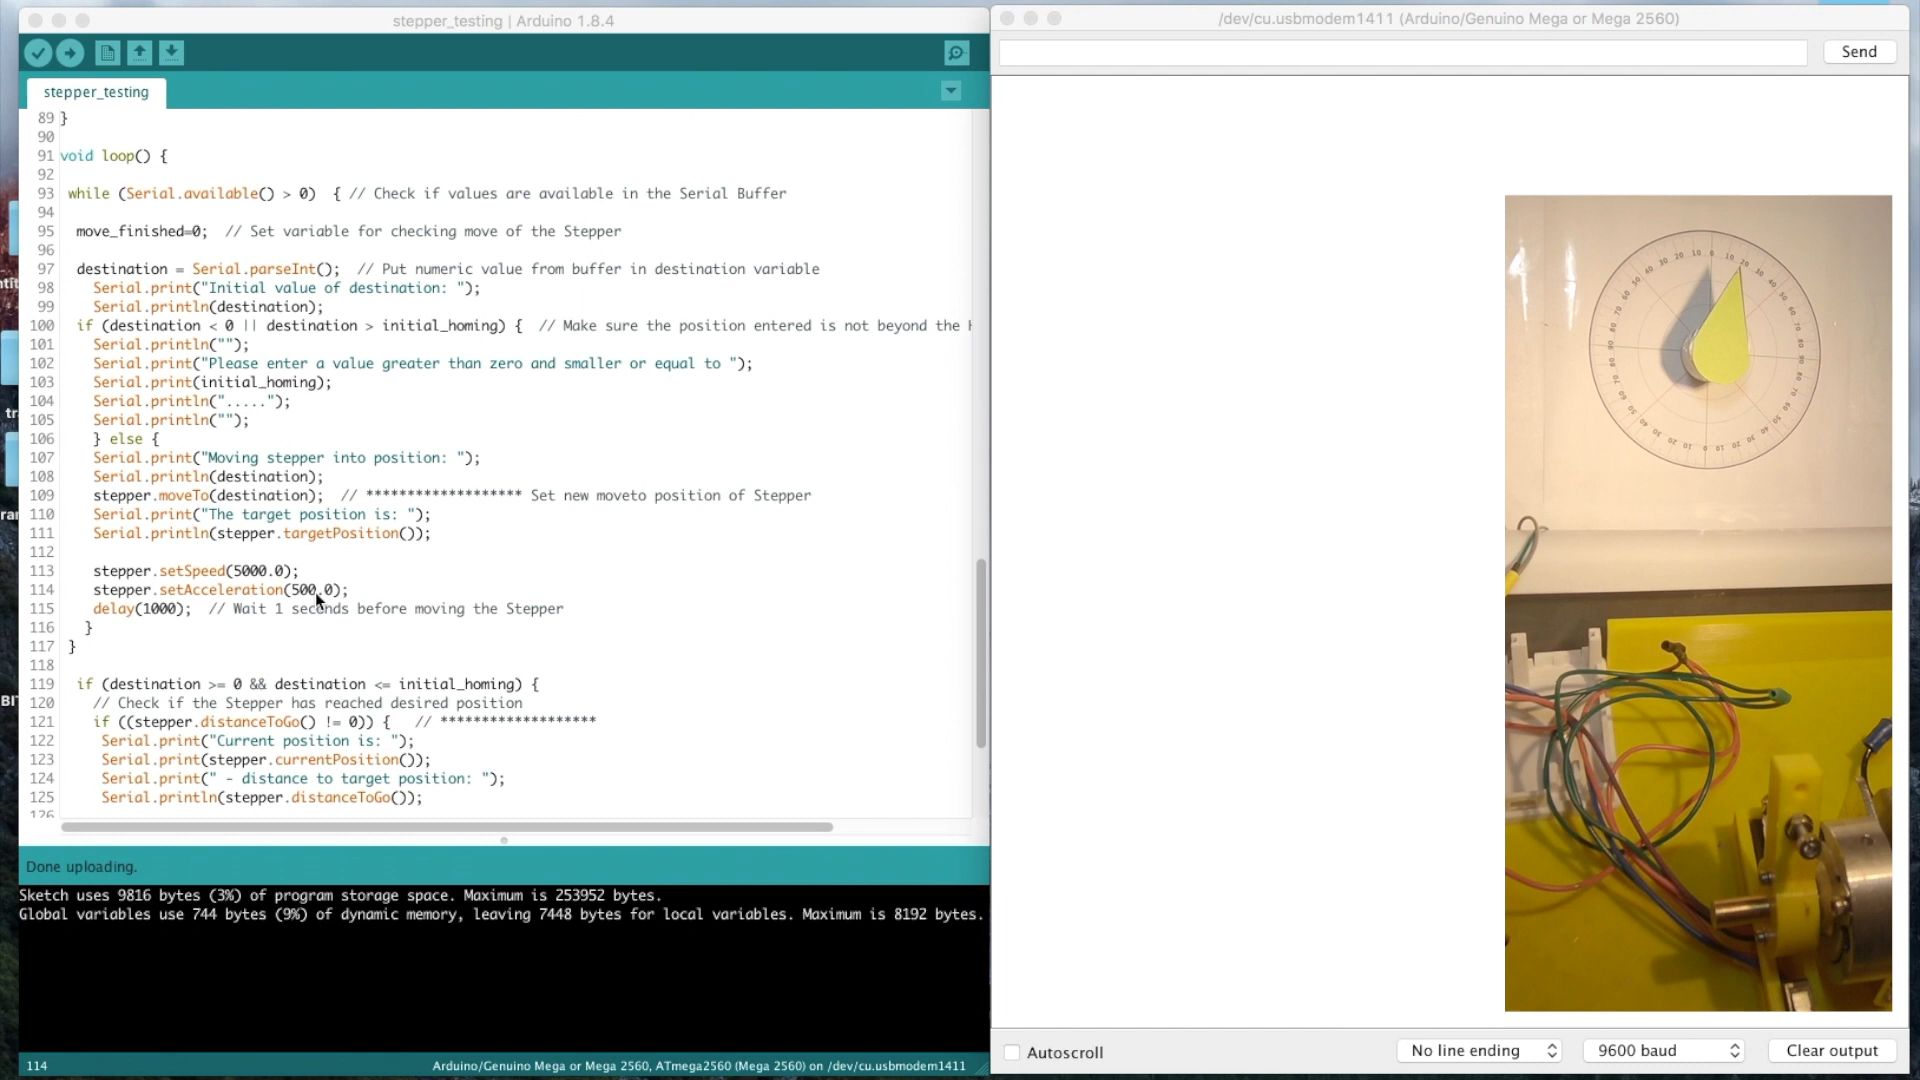 stepper_testing | Arduino 1.8.4
stepper_testing
89 }
90
91 void loop() {
92
93 while (Serial.available() > 0)  { // Check if values are available in the Serial Buffer
94
95 move_finished=0;  // Set variable for checking move of the Stepper
96
97 destination = Serial.parseInt();  // Put numeric value from buffer in destination variable
98 Serial.print("Initial value of destination: ");
99 Serial.println(destination);
100 if (destination < 0 || destination > initial_homing) {  // Make sure the position entered is not beyond the
101 Serial.println("");
102 Serial.print("Please enter a value greater than zero and smaller or equal to ");
103 Serial.print(initial_homing);
104 Serial.println(".....");
105 Serial.println("");
106 } else {
107 Serial.print("Moving stepper into position: ");
108 Serial.println(destination);
109 stepper.moveTo(destination);  // ******************* Set new moveto position of Stepper
110 Serial.print("The target position is: ");
111 Serial.println(stepper.targetPosition());
112
113 stepper.setSpeed(5000.0);
114 stepper.setAcceleration(500.0);
115 delay(1000);  // Wait 1 seconds before moving the Stepper
116 }
117 }
118
119 if (destination >= 0 && destination <= initial_homing) {
120 // Check if the Stepper has reached desired position
121 if ((stepper.distanceToGo() != 0)) {   // *******************
122 Serial.print("Current position is: ");
123 Serial.print(stepper.currentPosition());
124 Serial.print(" - distance to target position: ");
125 Serial.println(stepper.distanceToGo());
126
Done uploading.
Sketch uses 9816 bytes (3%) of program storage space. Maximum is 253952 bytes.
Global variables use 744 bytes (9%) of dynamic memory, leaving 7448 bytes for local variables. Maximum is 8192 bytes.
114
Arduino/Genuino Mega or Mega 2560, ATmega2560 (Mega 2560) on /dev/cu.usbmodem1411
/dev/cu.usbmodem1411 (Arduino/Genuino Mega or Mega 2560)
Send
Autoscroll
No line ending
9600 baud
Clear output